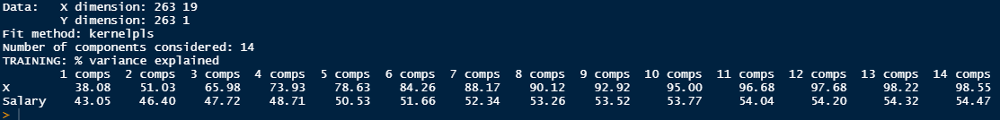 Data:   X dimension: 263 19
        Y dimension: 263 1
Fit method: kernelpls
Number of components considered: 14
TRAINING: % variance explained
        1 comps  2 comps  3 comps  4 comps  5 comps  6 comps  7 comps  8 comps  9 comps  10 comps  11 comps  12 comps  13 comps  14 comps
X         38.08    51.03    65.98    73.93    78.63    84.26    88.17    90.12    92.92     95.00     96.68     97.68     98.22     98.55
Salary    43.05    46.40    47.72    48.71    50.53    51.66    52.34    53.26    53.52     53.77     54.04     54.20     54.32     54.47
>